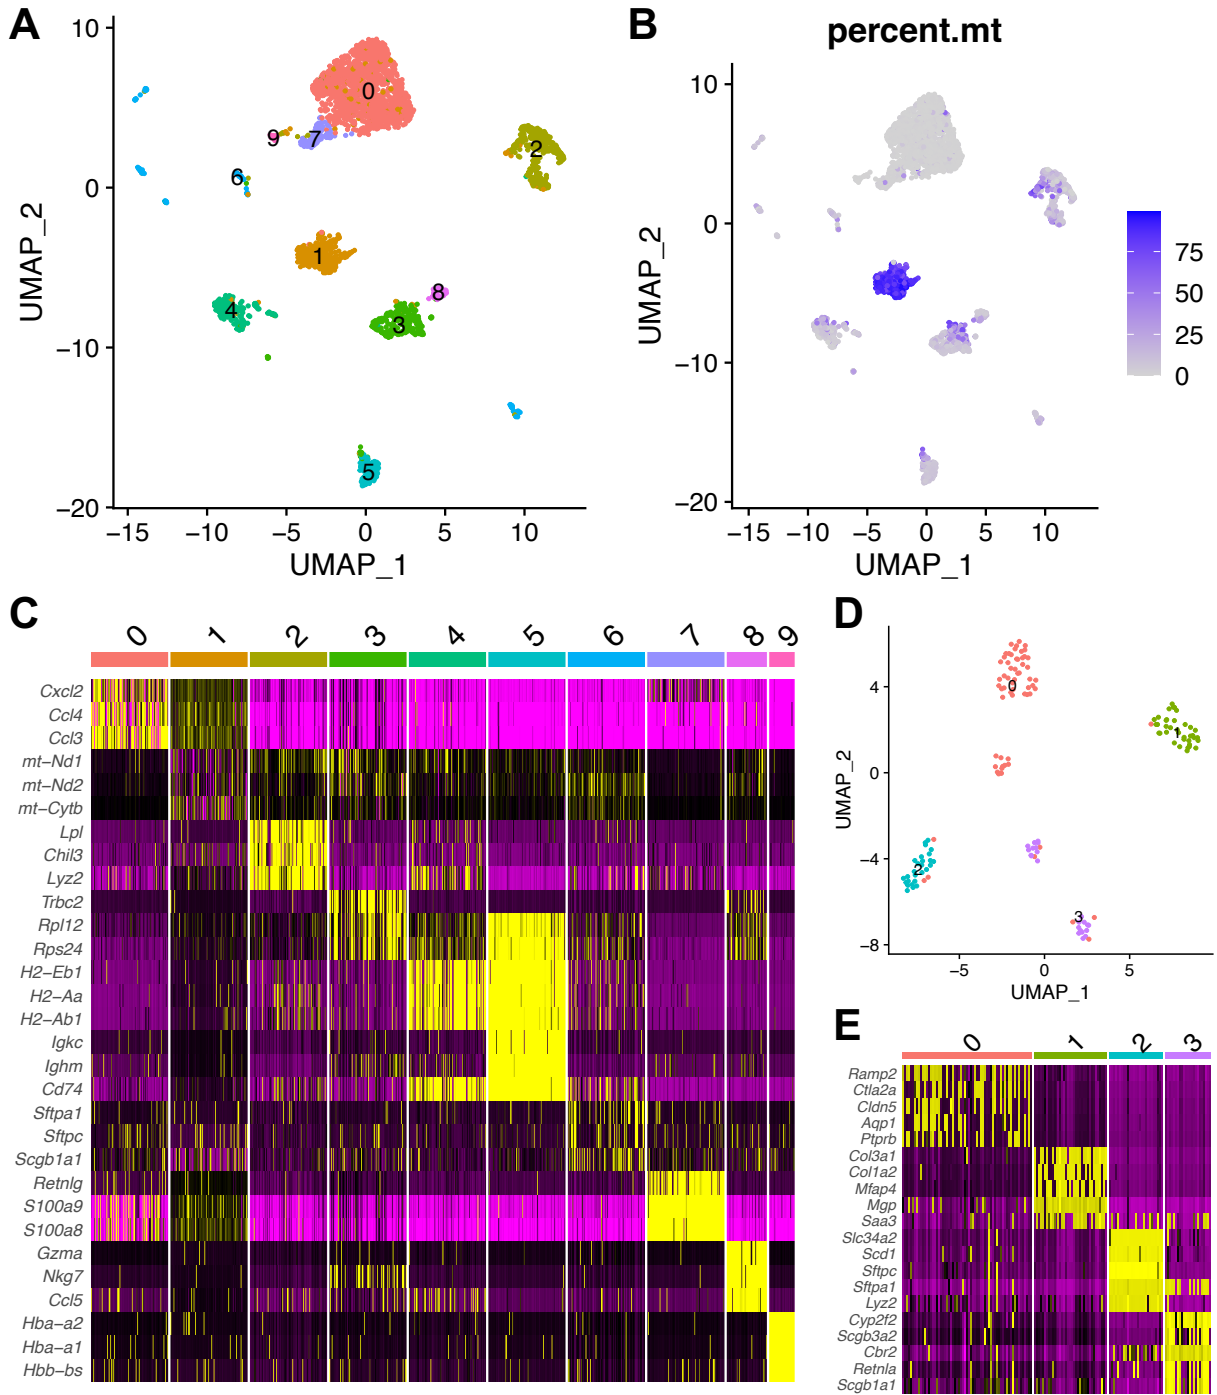 A
10
0
−10
−20
UMAP_2
0
7
9
2
6
1
8
4
3
5
−15 −10 −5 0 5 10
UMAP_1
B
percent.mt
10
0
−10
−20
UMAP_2
−15 −10 −5 0 5 10
UMAP_1
75
50
25
0
C
0 1 2 3 4 5 6 7 8 9
Cxcl2
Ccl4
Ccl3
mt−Nd1
mt−Nd2
mt−Cytb
Lpl
Chil3
Lyz2
Trbc2
Rpl12
Rps24
H2−Eb1
H2−Aa
H2−Ab1
Igkc
Ighm
Cd74
Sftpa1
Sftpc
Scgb1a1
Retnlg
S100a9
S100a8
Gzma
Nkg7
Ccl5
Hba−a2
Hba−a1
Hbb−bs
D
4
0
−4
−8
UMAP_2
0
1
2
3
−5 0 5
UMAP_1
E
0 1 2 3
Ramp2
Ctla2a
Cldn5
Aqp1
Ptprb
Col3a1
Col1a2
Mfap4
Mgp
Saa3
Slc34a2
Scd1
Sftpc
Sftpa1
Lyz2
Cyp2f2
Scgb3a2
Cbr2
Retnla
Scgb1a1